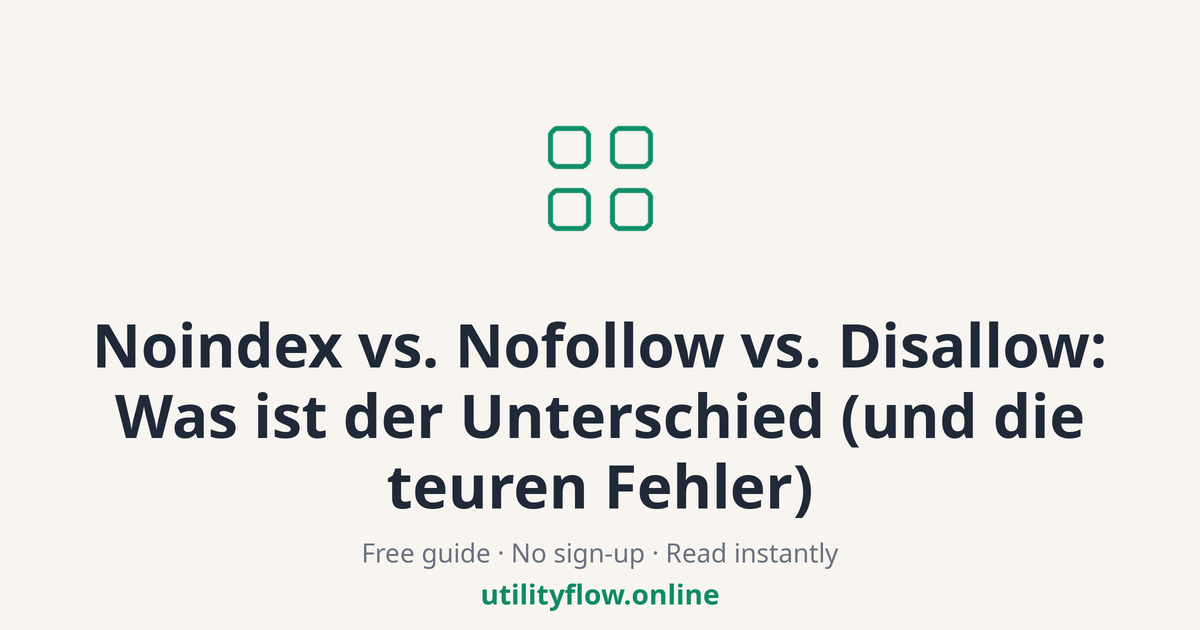 Noindex vs. Nofollow vs. Disallow:
Was ist der Unterschied (und die
teuren Fehler)
Free guide · No sign-up · Read instantly
utilityflow.online